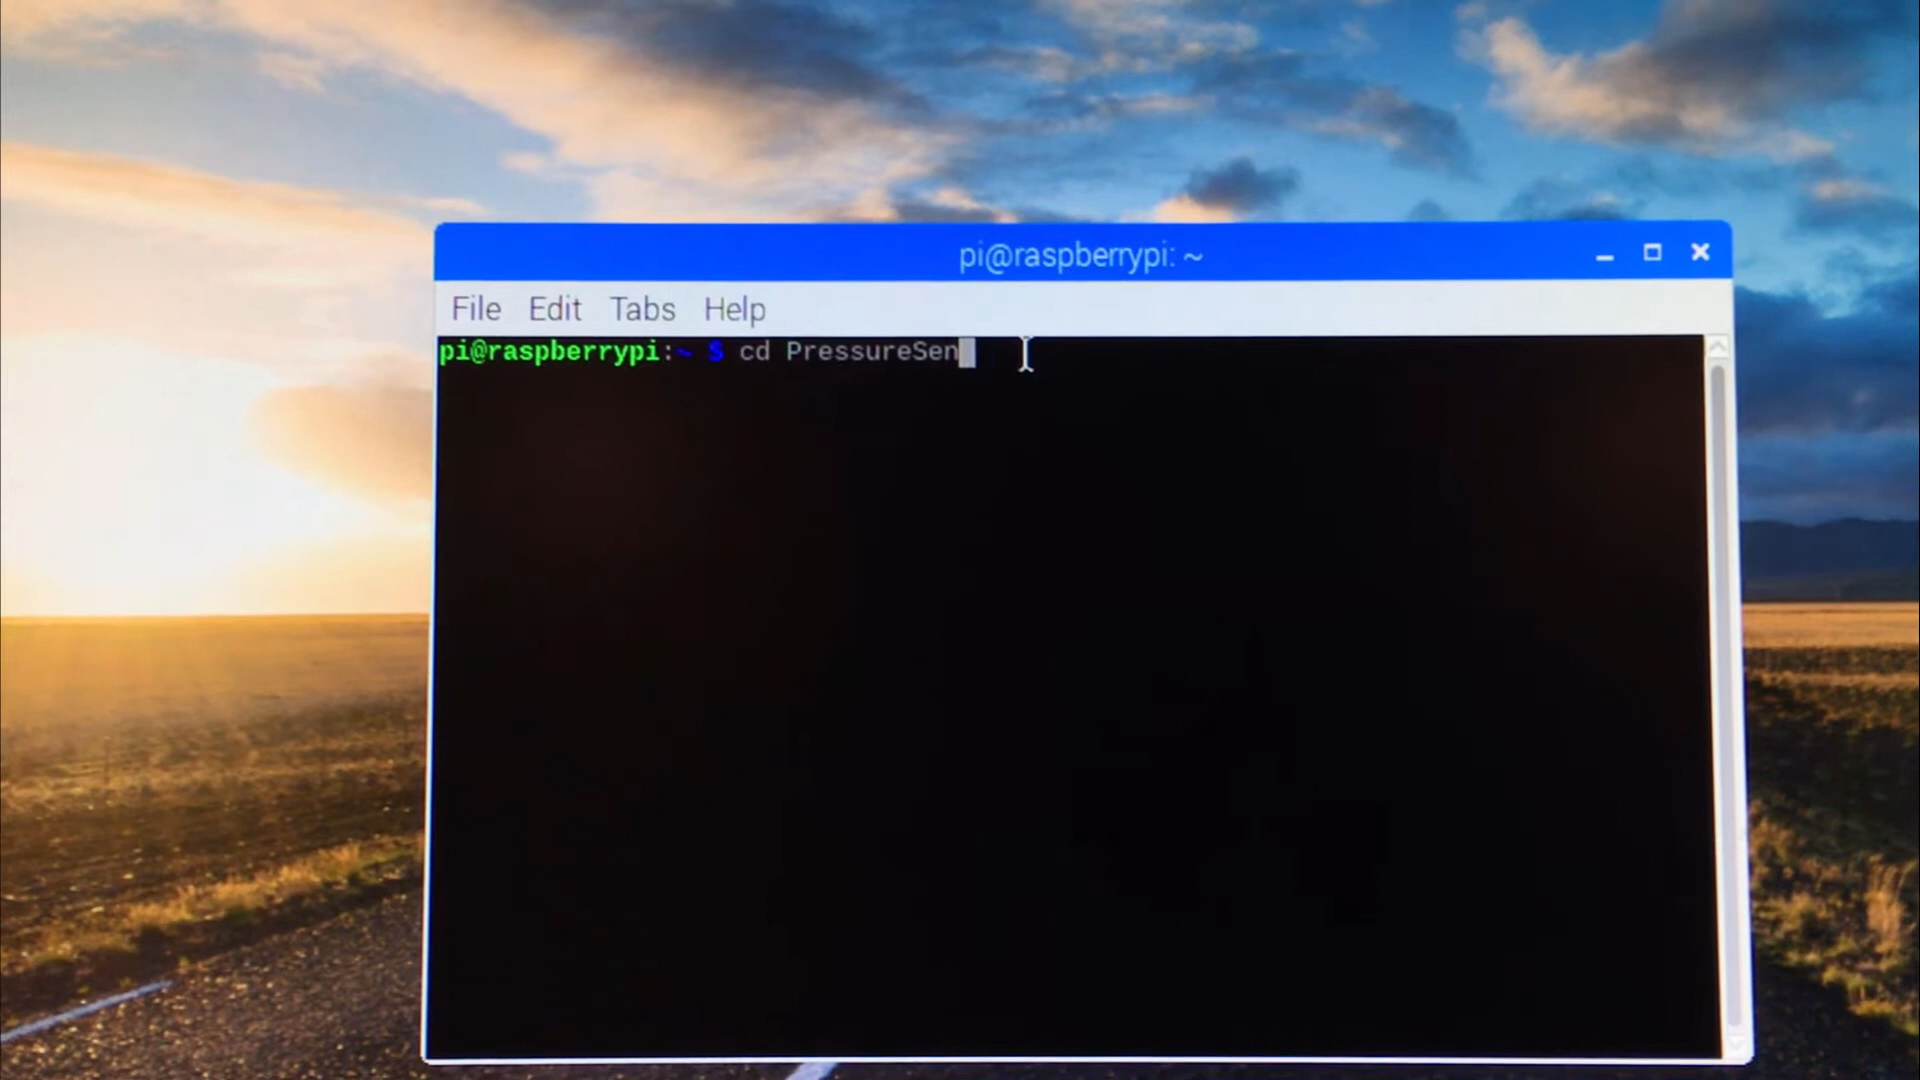 pi@raspberrypi: ~
File Edit Tabs Help
pi@raspberrypi:~ $ cd PressureSen